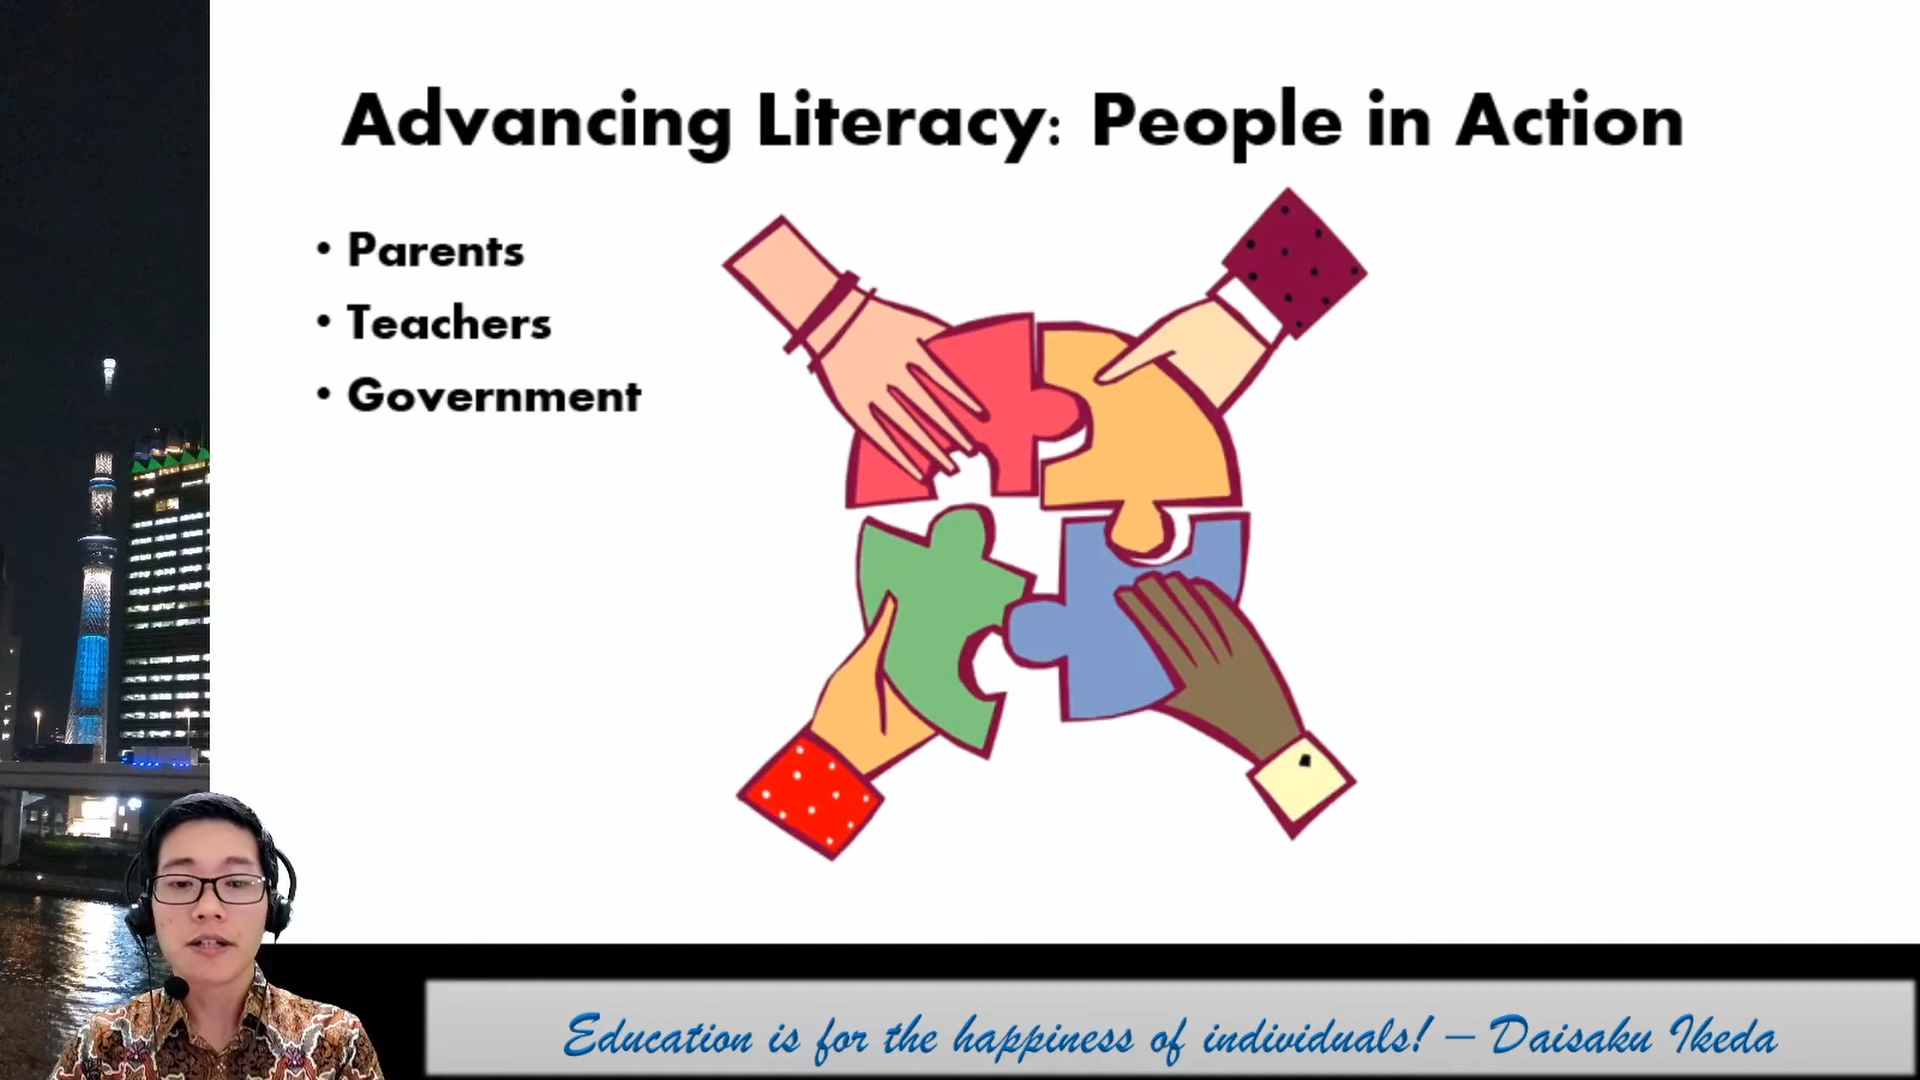 Advancing Literacy: People in Action
• Parents
• Teachers
• Government
Education is for the happiness of individuals! – Daisaku Ikeda